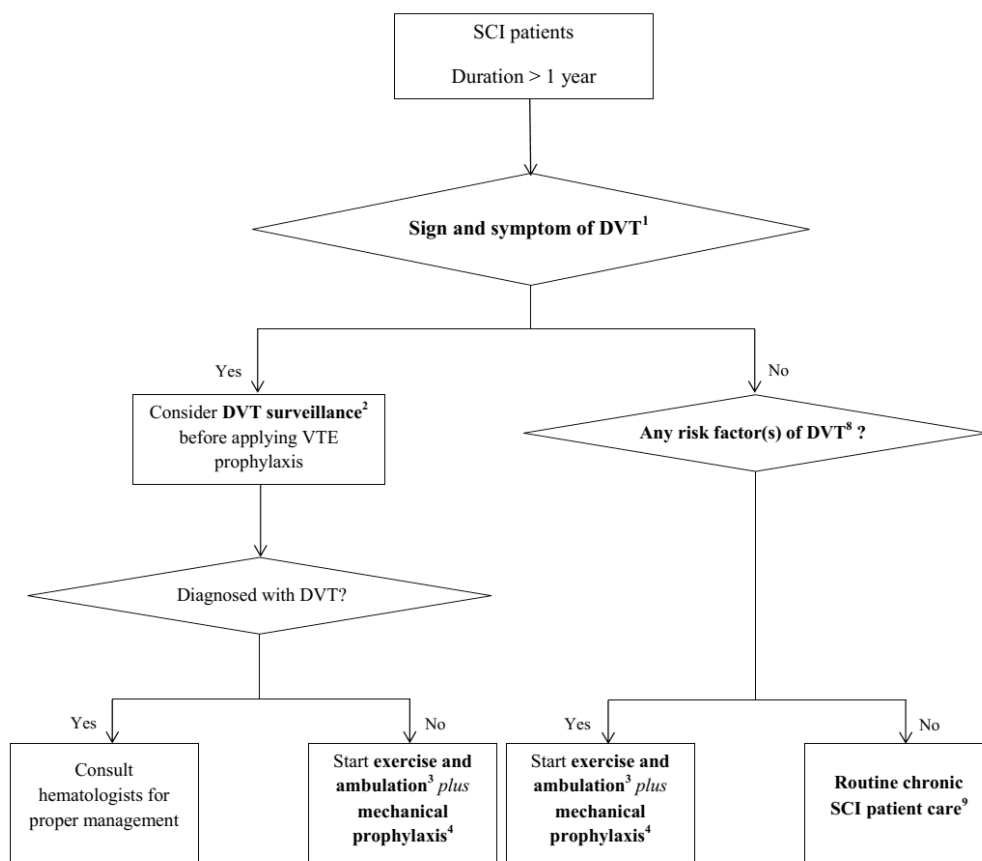 SCI patients
Duration > 1 year
Sign and symptom of DVT¹
Yes
No
Consider DVT surveillance²
before applying VTE
prophylaxis
Any risk factor(s) of DVT⁸ ?
Diagnosed with DVT?
Yes
No
Yes
No
Consult
hematologists for
proper management
Start exercise and
ambulation³ plus
mechanical
prophylaxis⁴
Start exercise and
ambulation³ plus
mechanical
prophylaxis⁴
Routine chronic
SCI patient care⁹